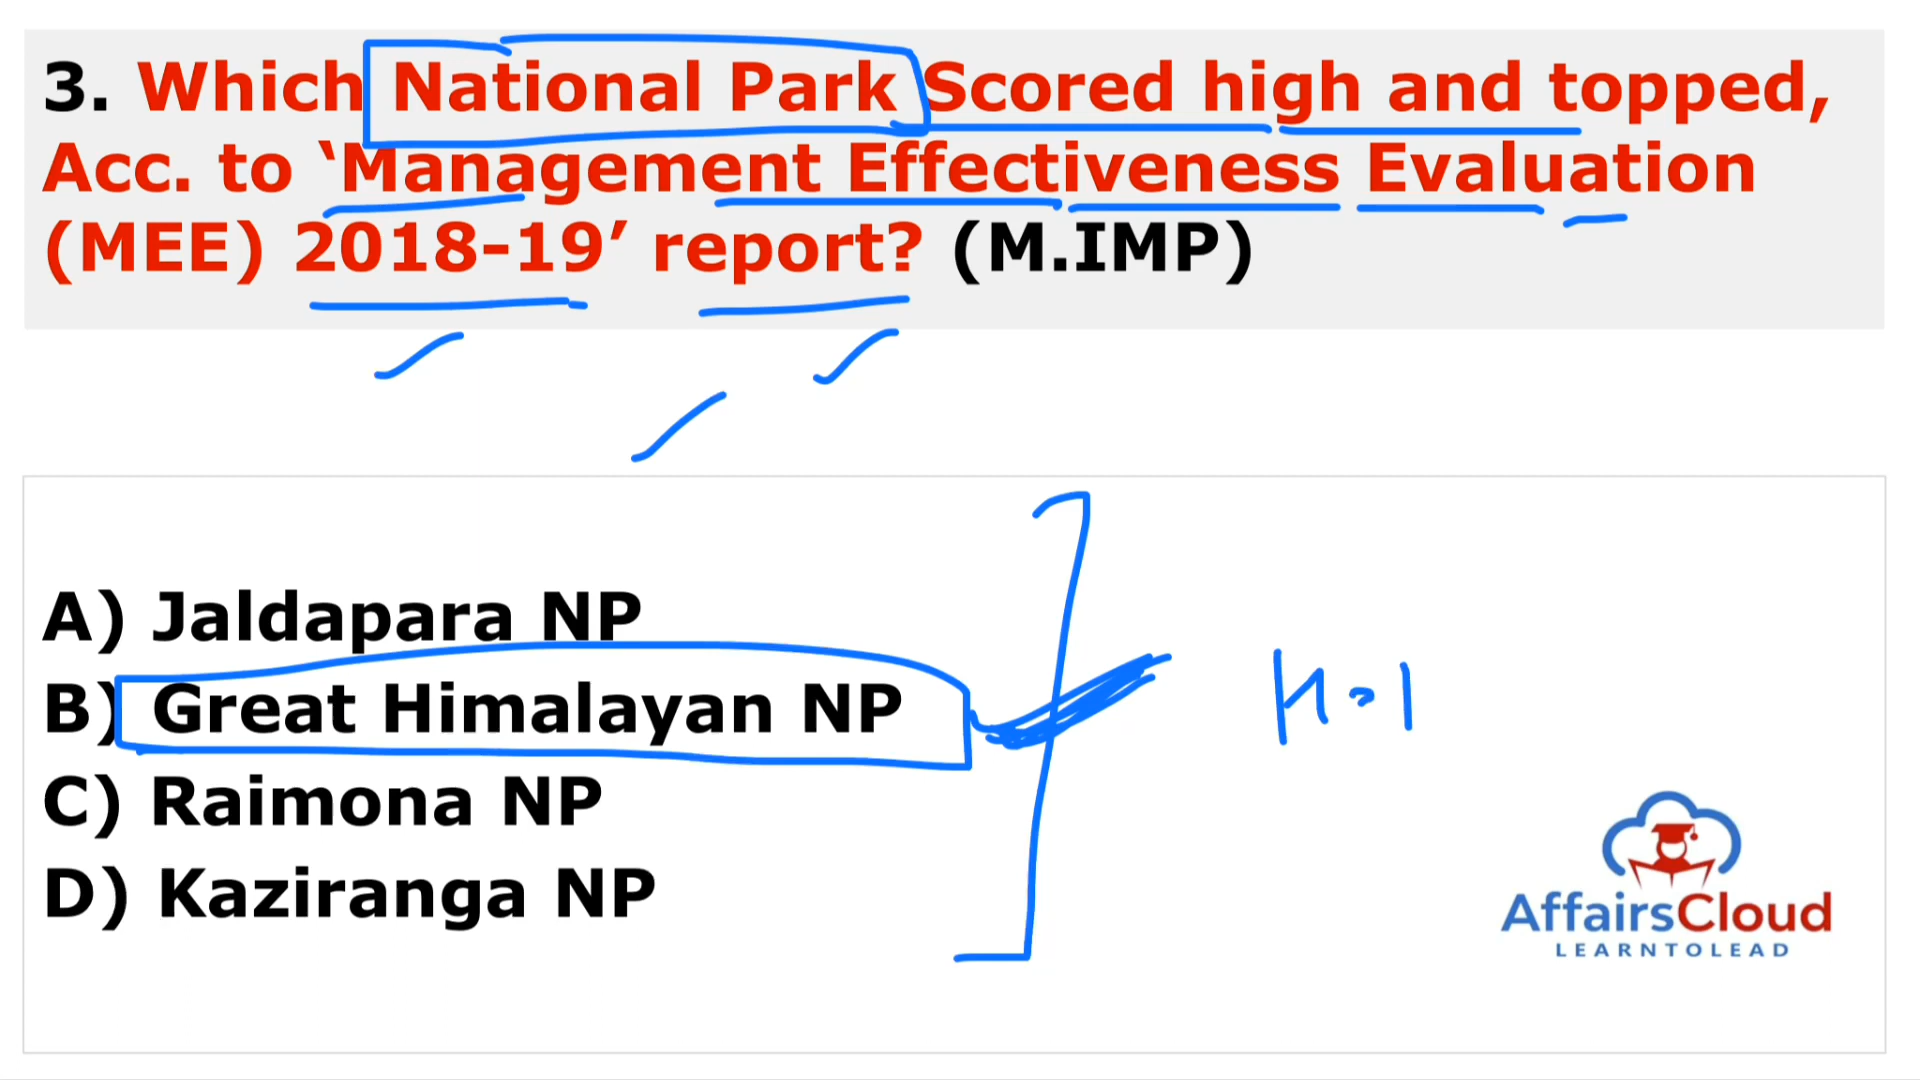 3. Which National Park Scored high and topped,
Acc. to ‘Management Effectiveness Evaluation
(MEE) 2018-19’ report? (M.IMP)
A) Jaldapara NP
B) Great Himalayan NP
C) Raimona NP
D) Kaziranga NP
AffairsCloud
LEARNTOLEAD